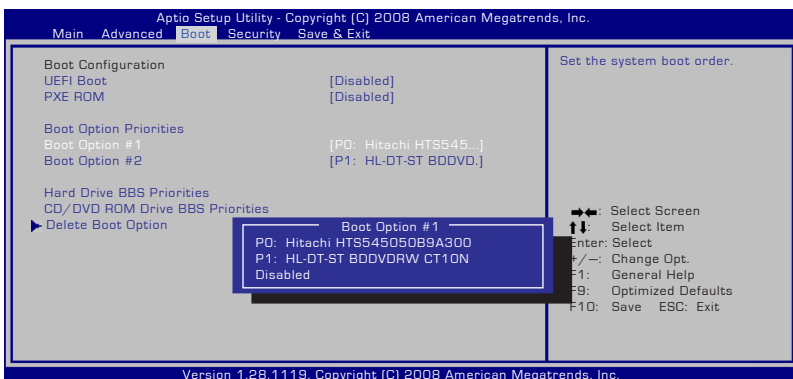 Aptio Setup Utility - Copyright (C) 2008 American Megatrends, Inc.
Main Advanced Boot Security Save & Exit
Boot Configuration
UEFI Boot [Disabled]
PXE ROM [Disabled]
Boot Option Priorities
Boot Option #1 [P0: Hitachi HTS545...]
Boot Option #2 [P1: HL-DT-ST BDDVD.]
Hard Drive BBS Priorities
CD/DVD ROM Drive BBS Priorities
Delete Boot Option
Boot Option #1
P0: Hitachi HTS545050B9A300
P1: HL-DT-ST BDDVDRW CT10N
Disabled
Set the system boot order.
→←: Select Screen
↑↓: Select Item
Enter: Select
+/—: Change Opt.
F1: General Help
F9: Optimized Defaults
F10: Save ESC: Exit
Version 1.28.1119. Copyright (C) 2008 American Megatrends, Inc.